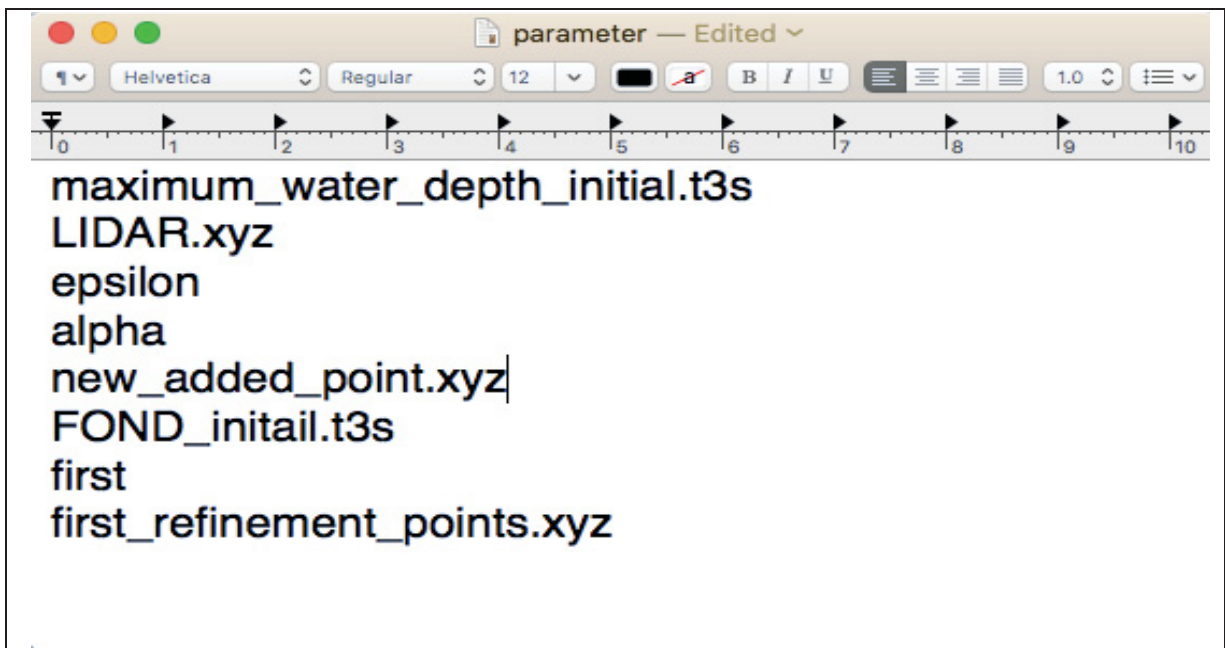 parameter — Edited
¶ Helvetica Regular 12 a B I U 1.0
0 1 2 3 4 5 6 7 8 9 10
maximum_water_depth_initial.t3s
LIDAR.xyz
epsilon
alpha
new_added_point.xyz
FOND_initail.t3s
first
first_refinement_points.xyz